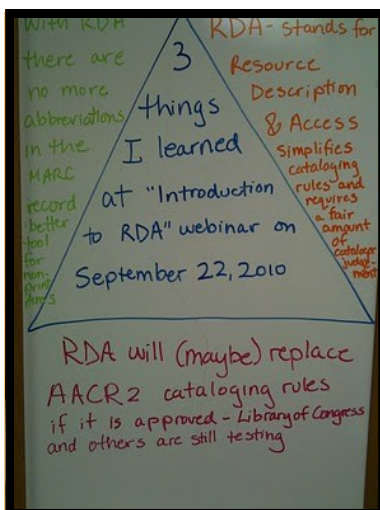 3
things
I learned
at "Introduction
to RDA" webinar on
September 22, 2010
With RDA
there are
no more
abbreviations
in the
MARC
record
-better
tool
for
non-
print
items
RDA- stands for
Resource
Description
& Access
simplifies
cataloging
rules and
requires
a fair
amount
of
cataloger
judge-
ment
RDA will (maybe) replace
AACR2 cataloging rules
if it is approved - Library of Congress
and others are still testing